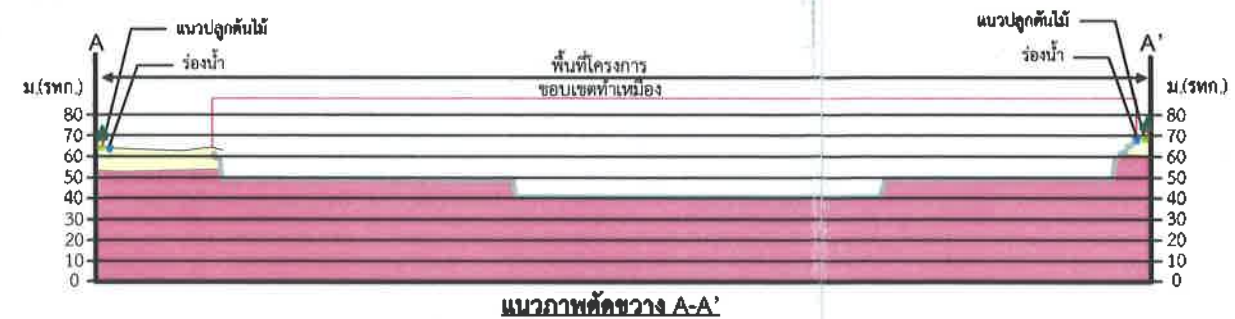 A
แนวปลูกต้นไม้
ร่องน้ำ
แนวปลูกต้นไม้
ร่องน้ำ
A'
พื้นที่โครงการ
ขอบเขตทำเหมือง
ม.(รทก.)
80
70
60
50
40
30
20
10
0
ม.(รทก.)
80
70
60
50
40
30
20
10
0
แนวภาพตัดขวาง A-A'